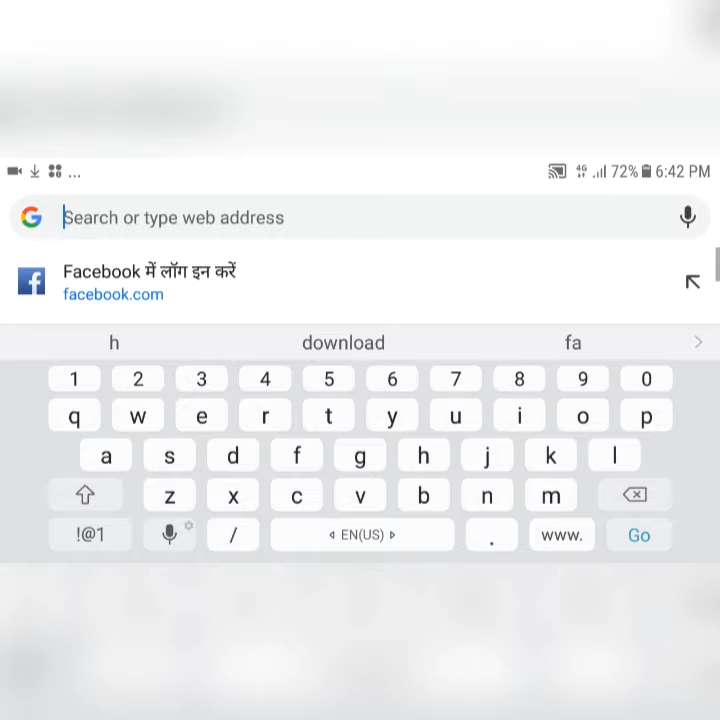 ... 4G 72% 6:42 PM
Search or type web address
Facebook में लॉग इन करें
facebook.com
h download fa
1 2 3 4 5 6 7 8 9 0
q w e r t y u i o p
a s d f g h j k l
z x c v b n m
!@1 / EN(US) . www. Go